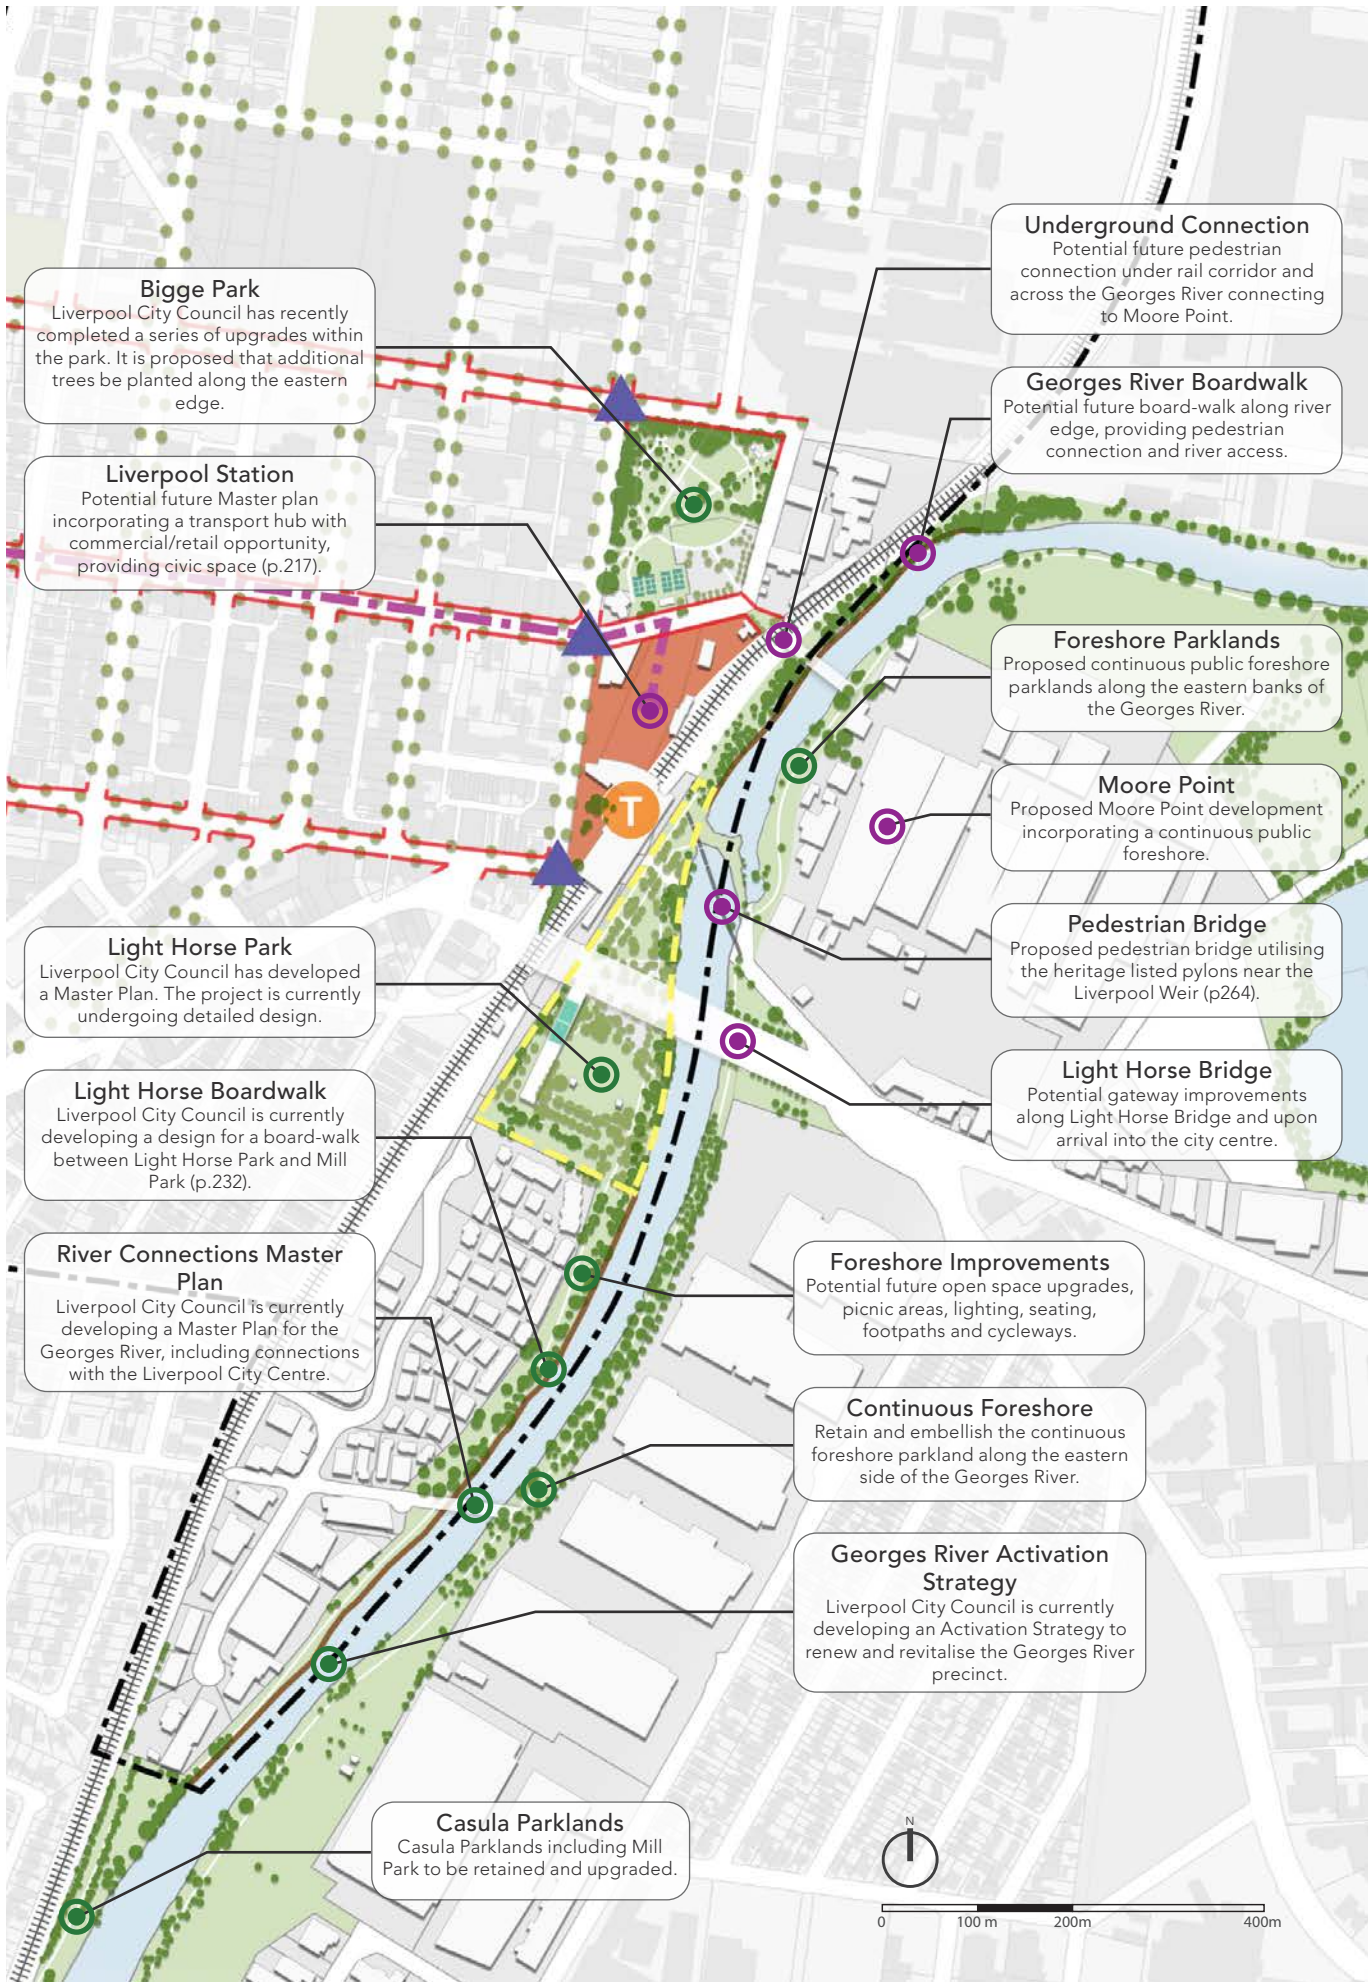 Underground Connection
Potential future pedestrian
connection under rail corridor and
across the Georges River connecting
to Moore Point.
Bigge Park
Liverpool City Council has recently
completed a series of upgrades within
the park. It is proposed that additional
trees be planted along the eastern
edge.
Georges River Boardwalk
Potential future board-walk along river
edge, providing pedestrian
connection and river access.
Liverpool Station
Potential future Master plan
incorporating a transport hub with
commercial/retail opportunity,
providing civic space (p.217).
Foreshore Parklands
Proposed continuous public foreshore
parklands along the eastern banks of
the Georges River.
Moore Point
Proposed Moore Point development
incorporating a continuous public
foreshore.
T
Pedestrian Bridge
Proposed pedestrian bridge utilising
the heritage listed pylons near the
Liverpool Weir (p264).
Light Horse Park
Liverpool City Council has developed
a Master Plan. The project is currently
undergoing detailed design.
Light Horse Bridge
Potential gateway improvements
along Light Horse Bridge and upon
arrival into the city centre.
Light Horse Boardwalk
Liverpool City Council is currently
developing a design for a board-walk
between Light Horse Park and Mill
Park (p.232).
River Connections Master
Plan
Liverpool City Council is currently
developing a Master Plan for the
Georges River, including connections
with the Liverpool City Centre.
Foreshore Improvements
Potential future open space upgrades,
picnic areas, lighting, seating,
footpaths and cycleways.
Continuous Foreshore
Retain and embellish the continuous
foreshore parkland along the eastern
side of the Georges River.
Georges River Activation
Strategy
Liverpool City Council is currently
developing an Activation Strategy to
renew and revitalise the Georges River
precinct.
Casula Parklands
Casula Parklands including Mill
Park to be retained and upgraded.
N
0 100 m 200m 400m